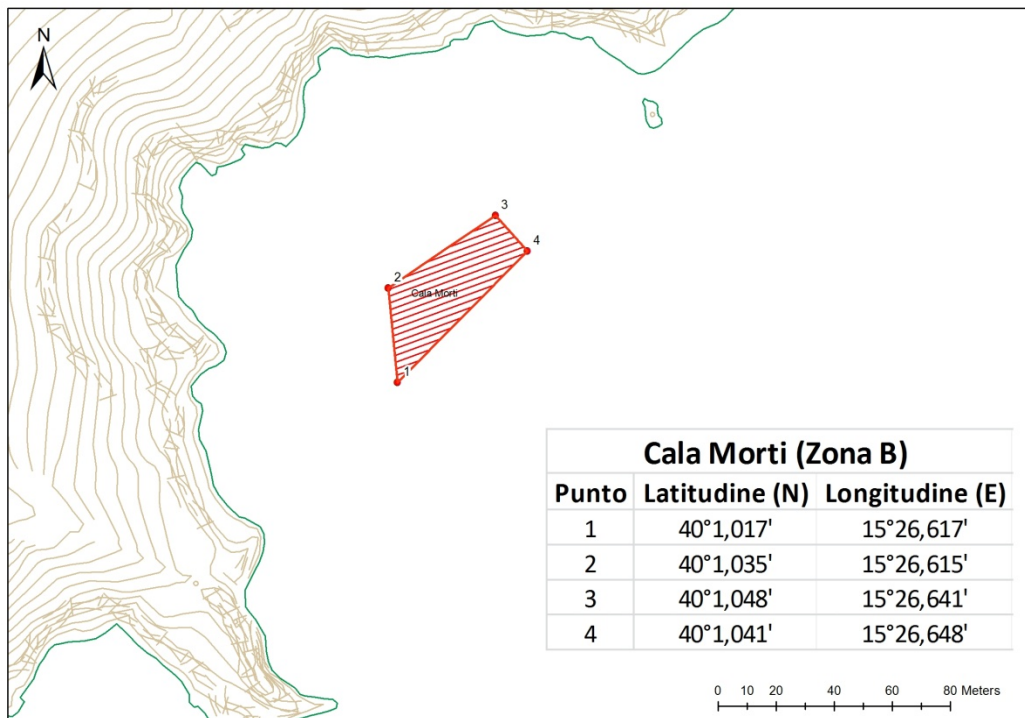 N
3
4
2
Cala Morti
1
Cala Morti (Zona B)
Punto Latitudine (N) Longitudine (E)
1 40°1,017' 15°26,617'
2 40°1,035' 15°26,615'
3 40°1,048' 15°26,641'
4 40°1,041' 15°26,648'
0 10 20 40 60 80 Meters